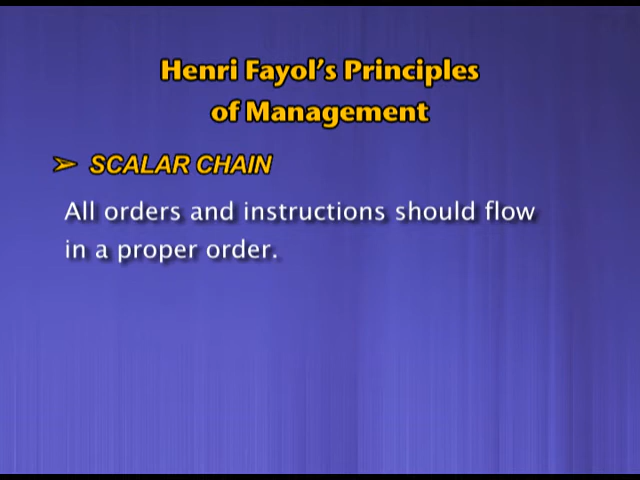 Henri Fayol's Principles
of Management
➢ SCALAR CHAIN
All orders and instructions should flow
in a proper order.